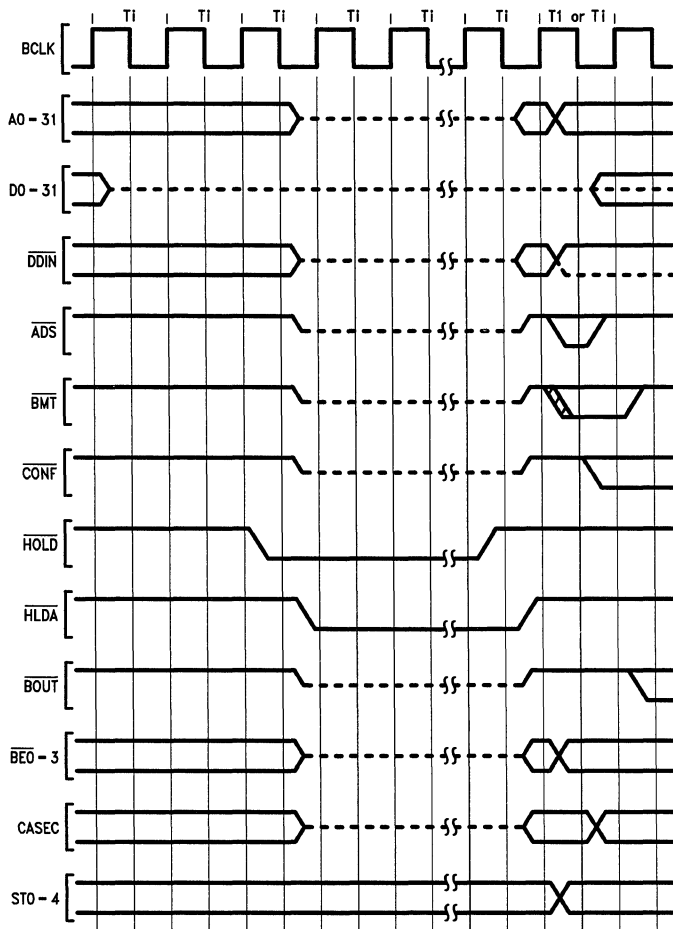 Ti Ti Ti Ti Ti Ti T1 or Ti
BCLK
A0 - 31
D0 - 31
DDIN
ADS
BMT
CONF
HOLD
HLDA
BOUT
BE0 - 3
CASEC
ST0 - 4